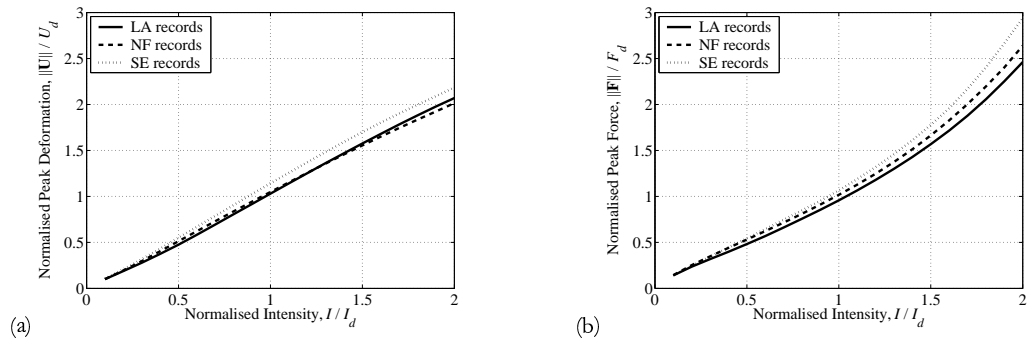 3
2.5
2
1.5
1
0.5
0
0
0.5
1
1.5
2
Normalised Peak Deformation, ||U|| / U_d
Normalised Intensity, I / I_d
LA records
NF records
SE records
(a)
3
2.5
2
1.5
1
0.5
0
0
0.5
1
1.5
2
Normalised Peak Force, ||F|| / F_d
Normalised Intensity, I / I_d
LA records
NF records
SE records
(b)